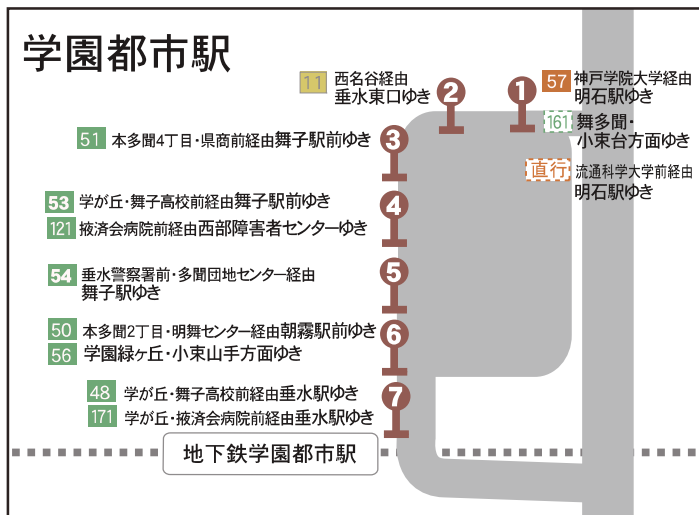 学園都市駅
1
57 神戸学院大学経由
明石駅ゆき
161 舞多聞・
小束台方面ゆき
直行 流通科学大学前経由
明石駅ゆき
2
11 西名谷経由
垂水東口ゆき
3
51 本多聞4丁目・県商前経由舞子駅前ゆき
4
53 学が丘・舞子高校前経由舞子駅前ゆき
121 掖済会病院前経由西部障害者センターゆき
5
54 垂水警察署前・多聞団地センター経由
舞子駅ゆき
6
50 本多聞2丁目・明舞センター経由朝霧駅前ゆき
56 学園緑ヶ丘・小束山手方面ゆき
7
48 学が丘・舞子高校前経由垂水駅ゆき
171 学が丘・掖済会病院前経由垂水駅ゆき
地下鉄学園都市駅